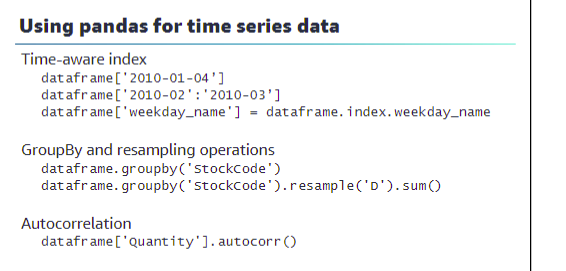 Using pandas for time series data
Time-aware index
dataframe['2010-01-04']
dataframe['2010-02':'2010-03']
dataframe['weekday_name'] = dataframe.index.weekday_name
GroupBy and resampling operations
dataframe.groupby('StockCode')
dataframe.groupby('StockCode').resample('D').sum()
Autocorrelation
dataframe['Quantity'].autocorr()